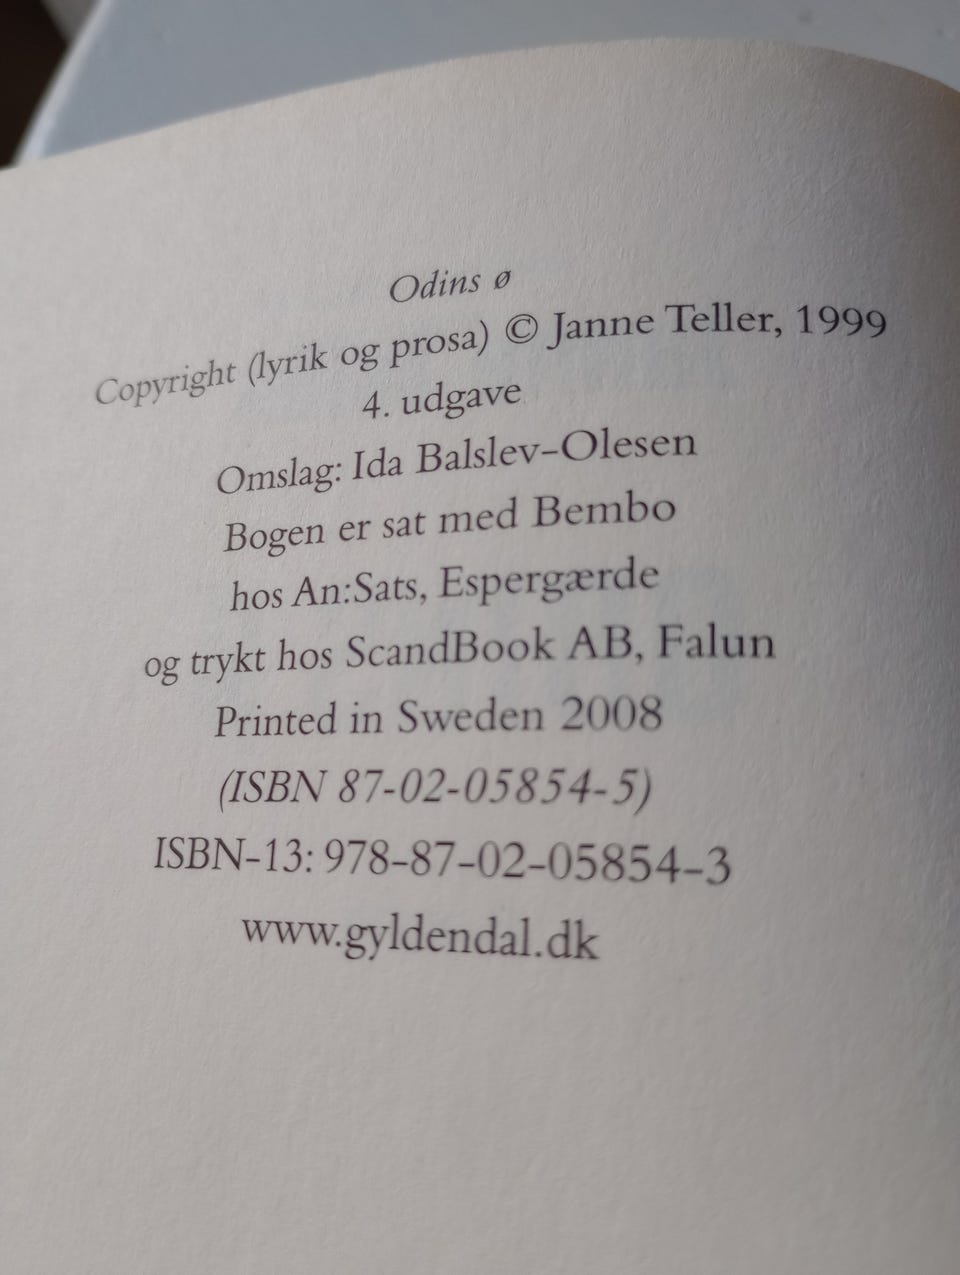 Odins ø
Copyright (lyrik og prosa) © Janne Teller, 1999
4. udgave
Omslag: Ida Balslev-Olesen
Bogen er sat med Bembo
hos An:Sats, Espergærde
og trykt hos ScandBook AB, Falun
Printed in Sweden 2008
(ISBN 87-02-05854-5)
ISBN-13: 978-87-02-05854-3
www.gyldendal.dk